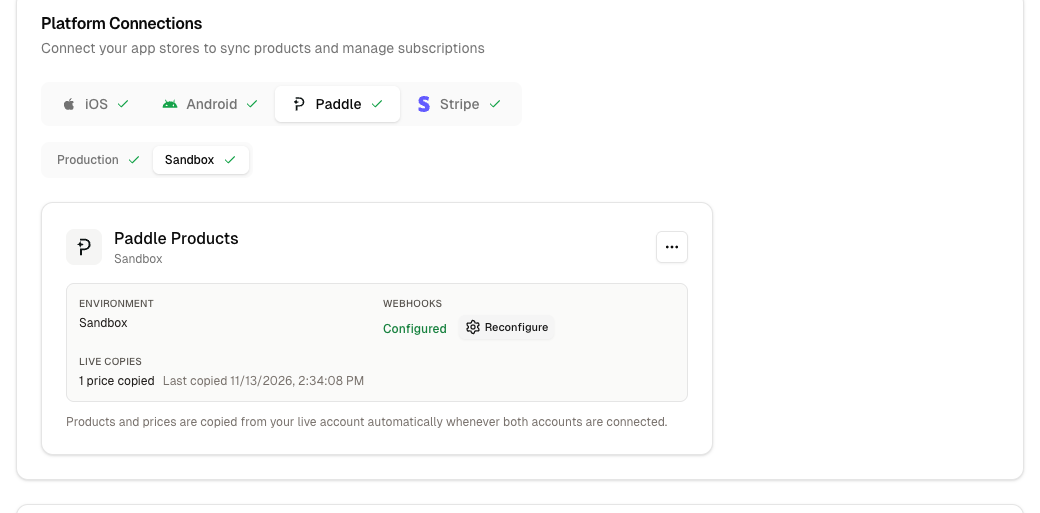 Platform Connections
Connect your app stores to sync products and manage subscriptions
iOS Android Paddle Stripe
Production Sandbox
Paddle Products
Sandbox
ENVIRONMENT
Sandbox
WEBHOOKS
Configured Reconfigure
LIVE COPIES
1 price copied Last copied 11/13/2026, 2:34:08 PM
Products and prices are copied from your live account automatically whenever both accounts are connected.